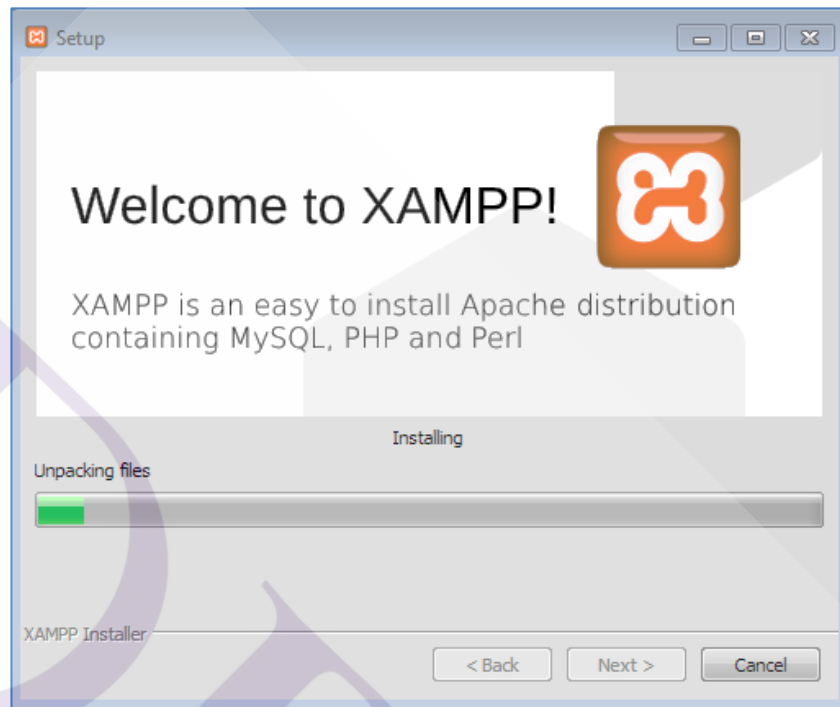 Setup
Welcome to XAMPP!
XAMPP is an easy to install Apache distribution
containing MySQL, PHP and Perl
Installing
Unpacking files
XAMPP Installer
< Back Next > Cancel